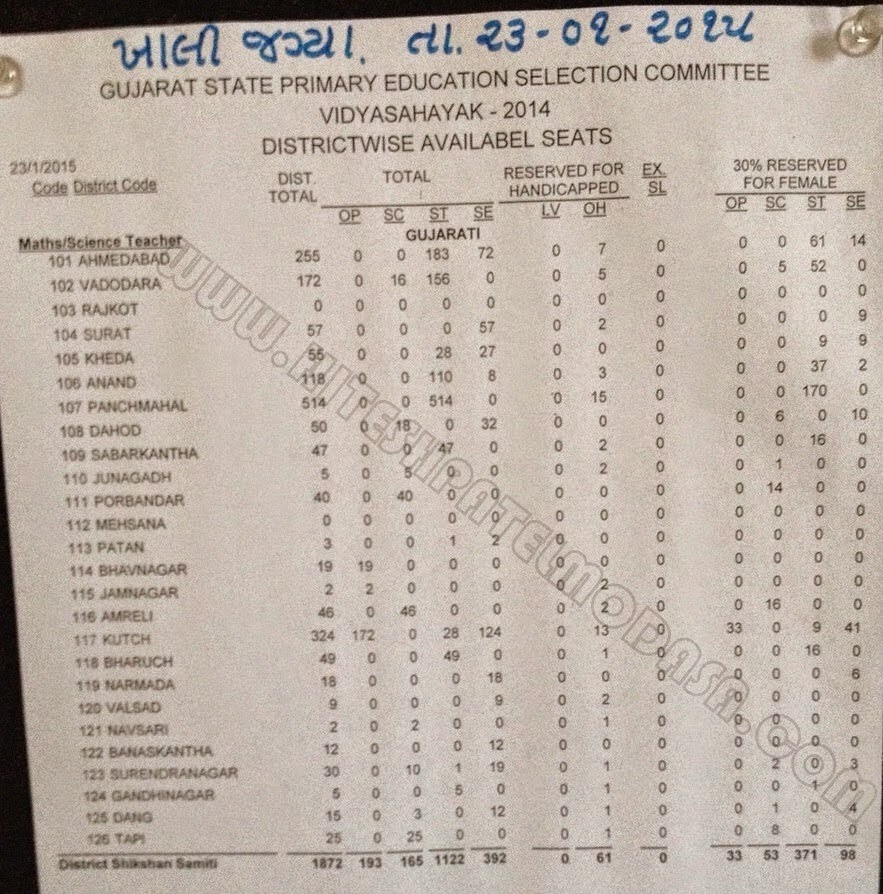 ખાલી જગ્યા. તા. ૨૩-૦૧-૨૦૧૫
GUJARAT STATE PRIMARY EDUCATION SELECTION COMMITTEE
VIDYASAHAYAK - 2014
DISTRICTWISE AVAILABEL SEATS
23/1/2015
Code District Code DIST. TOTAL TOTAL RESERVED FOR HANDICAPPED EX. SL 30% RESERVED FOR FEMALE
OP SC ST SE LV OH OP SC ST SE
Maths/Science Teacher GUJARATI
101 AHMEDABAD 255 0 0 183 72 0 7 0 0 0 61 14
102 VADODARA 172 0 16 156 0 0 5 0 0 5 52 0
103 RAJKOT 0 0 0 0 0 0 0 0 0 0 0 0
104 SURAT 57 0 0 0 57 0 2 0 0 0 0 9
105 KHEDA 55 0 0 28 27 0 0 0 0 0 9 9
106 ANAND 118 0 0 110 8 0 3 0 0 0 37 2
107 PANCHMAHAL 514 0 0 514 0 0 15 0 0 0 170 0
108 DAHOD 50 0 18 0 32 0 0 0 0 6 0 10
109 SABARKANTHA 47 0 0 47 0 0 2 0 0 0 16 0
110 JUNAGADH 5 0 5 0 0 0 2 0 0 1 0 0
111 PORBANDAR 40 0 40 0 0 0 0 0 0 14 0 0
112 MEHSANA 0 0 0 0 0 0 0 0 0 0 0 0
113 PATAN 3 0 0 1 2 0 0 0 0 0 0 0
114 BHAVNAGAR 19 19 0 0 0 0 0 0 0 0 0 0
115 JAMNAGAR 2 2 0 0 0 0 2 0 0 0 0 0
116 AMRELI 46 0 46 0 0 0 2 0 0 16 0 0
117 KUTCH 324 172 0 28 124 0 13 0 33 0 9 41
118 BHARUCH 49 0 0 49 0 0 1 0 0 0 16 0
119 NARMADA 18 0 0 0 18 0 0 0 0 0 0 6
120 VALSAD 9 0 0 0 9 0 2 0 0 0 0 0
121 NAVSARI 2 0 2 0 0 0 1 0 0 0 0 0
122 BANASKANTHA 12 0 0 0 12 0 0 0 0 0 0 0
123 SURENDRANAGAR 30 0 10 1 19 0 1 0 0 2 0 3
124 GANDHINAGAR 5 0 0 5 0 0 1 0 0 0 1 0
125 DANG 15 0 3 0 12 0 1 0 0 1 0 4
126 TAPI 25 0 25 0 0 0 1 0 0 8 0 0
District Shikshan Samiti 1872 193 165 1122 392 0 61 0 33 53 371 98
WWW.HITESHPATELMODASA.COM